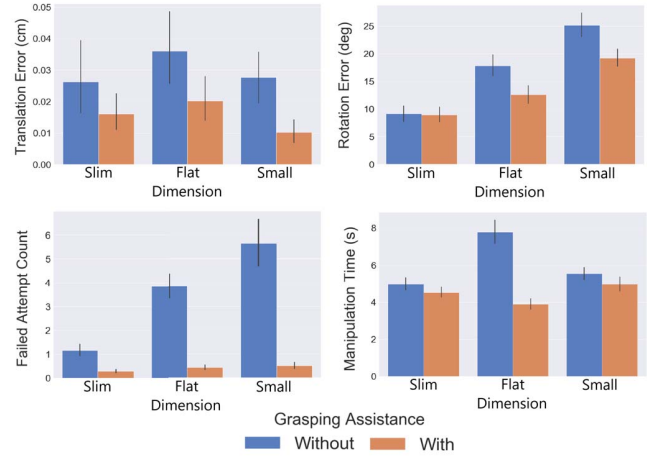 Translation Error (cm)
0.05
0.04
0.03
0.02
0.01
0.00
Slim Flat Small
Dimension
Rotation Error (deg)
25
20
15
10
5
0
Slim Flat Small
Dimension
Failed Attempt Count
6
5
4
3
2
1
0
Slim Flat Small
Dimension
Manipulation Time (s)
8
6
4
2
0
Slim Flat Small
Dimension
Grasping Assistance
Without With